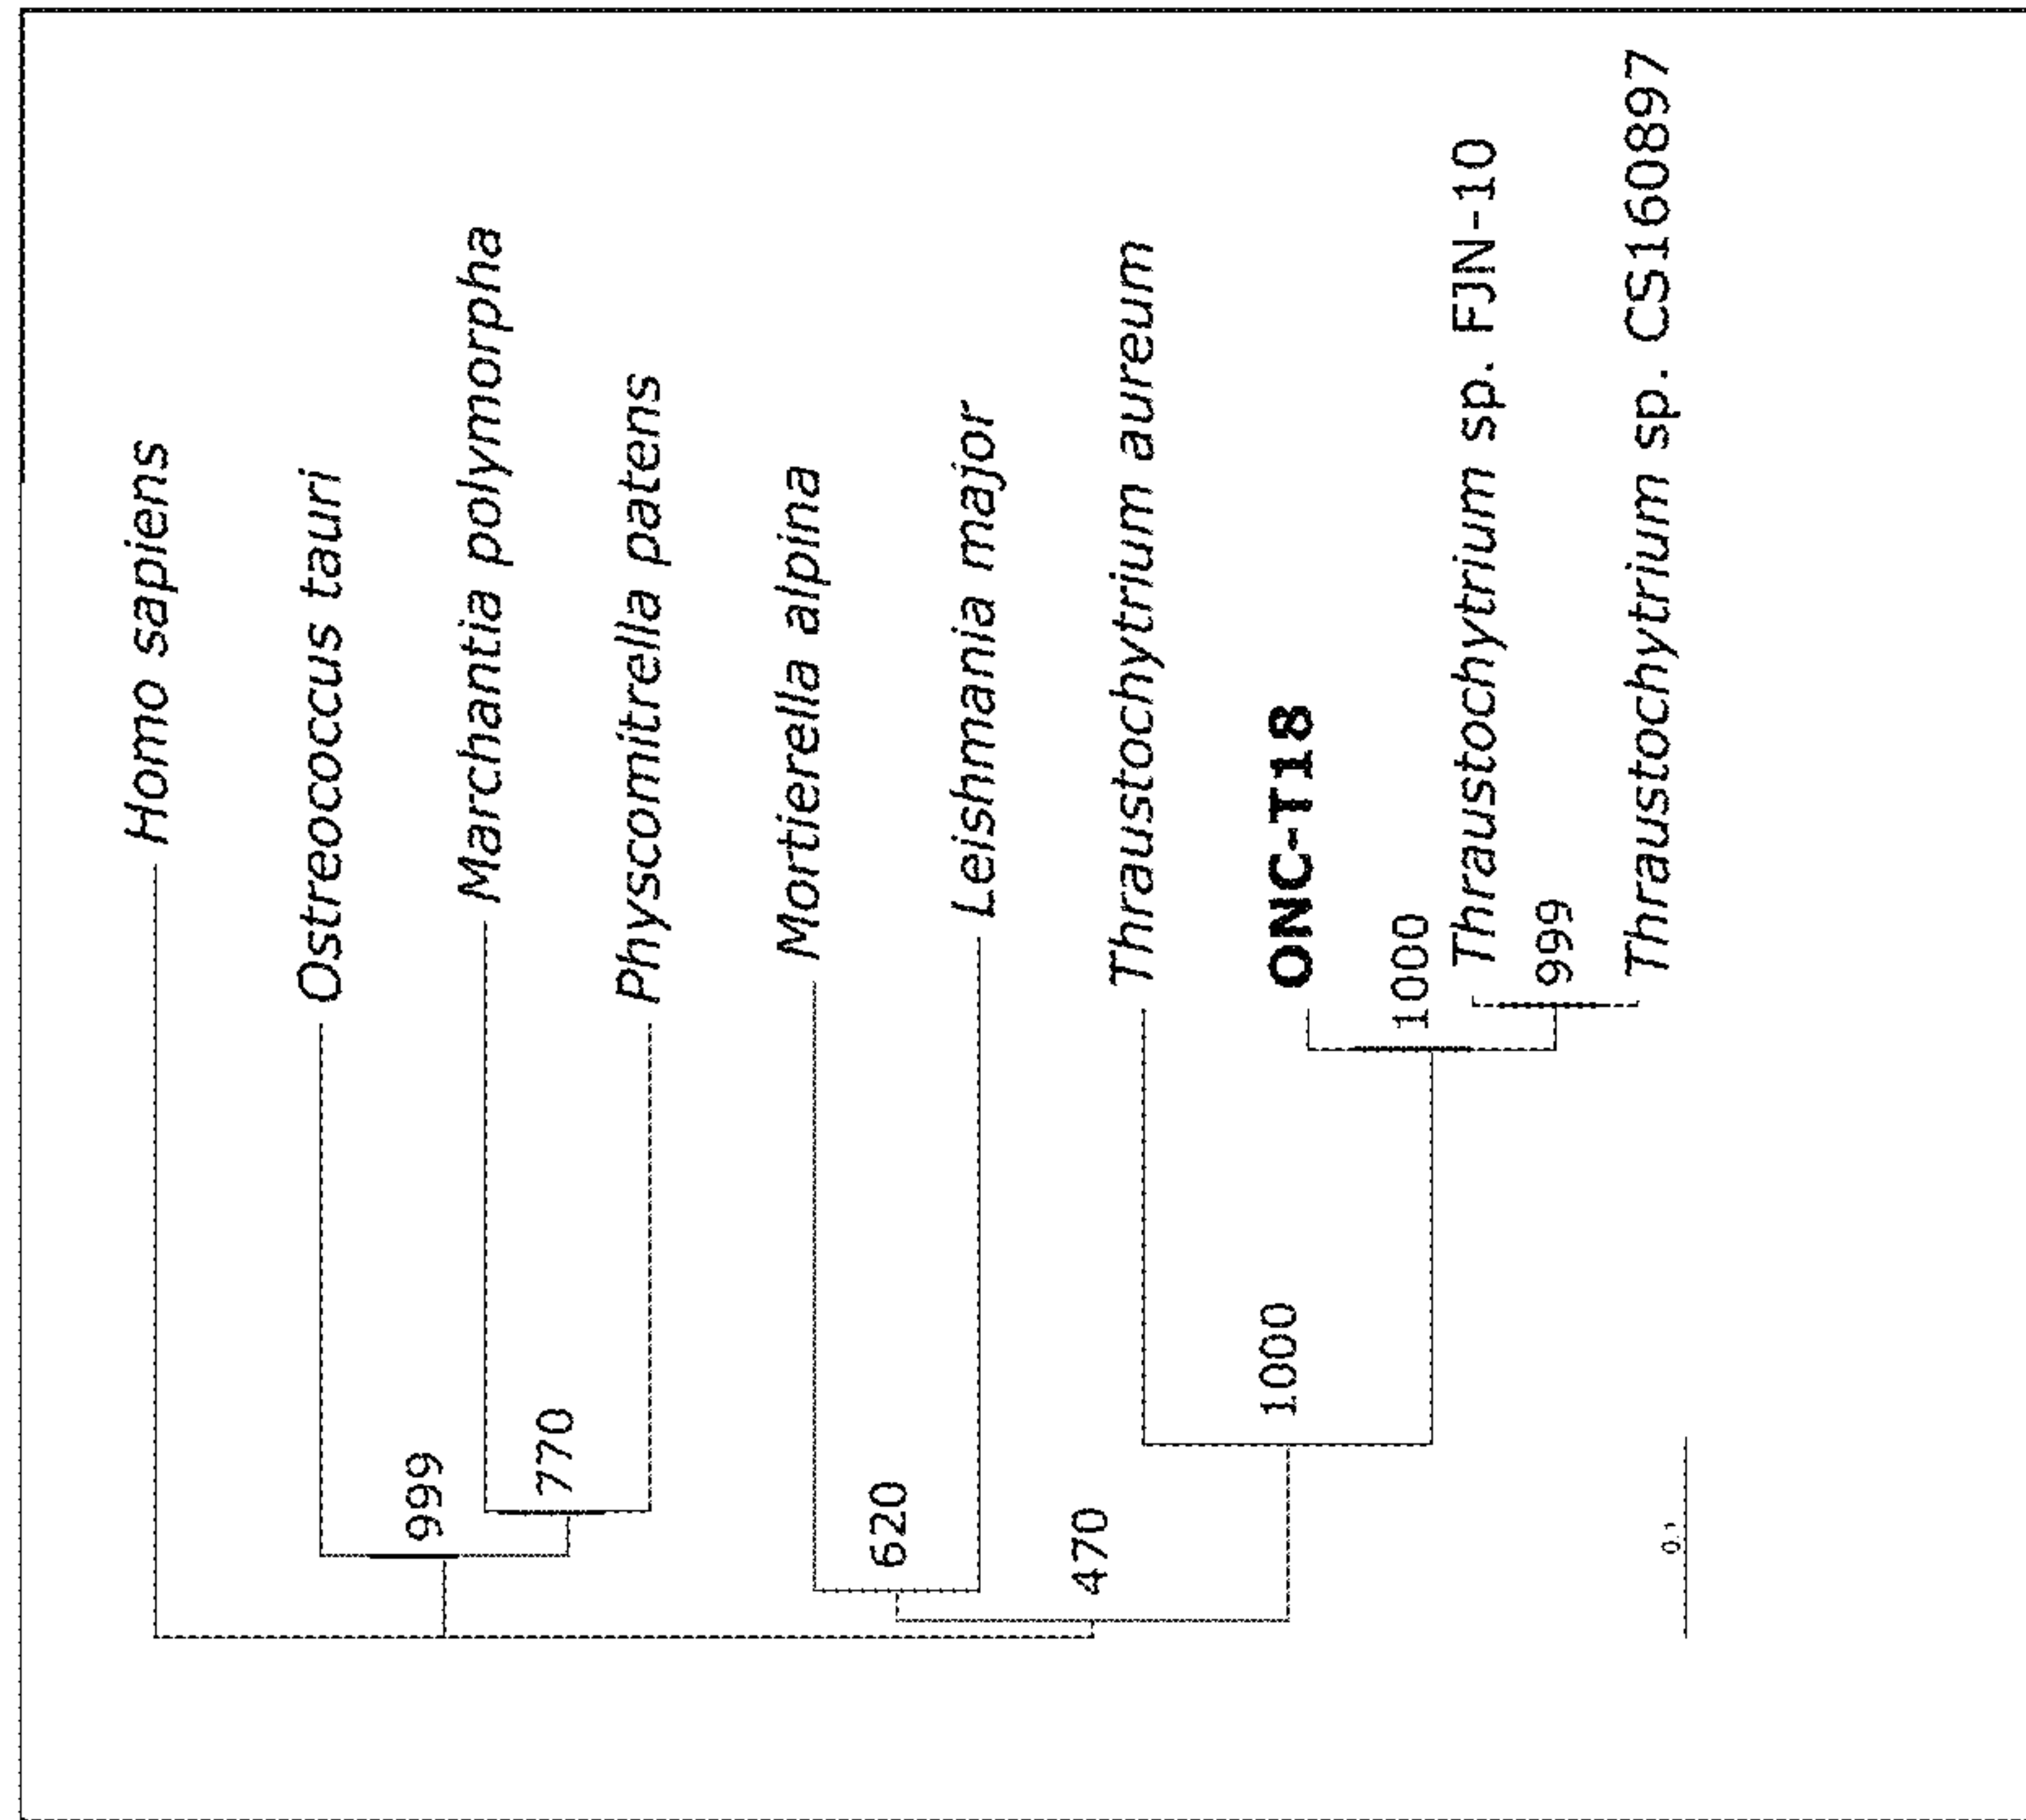 Homo sapiens
Ostreococcus tauri
999
Marchantia polymorpha
770
Physcomitrella patens
Mortierella alpina
620
Leishmania major
470
Thraustochytrium aureum
1000
ONC-T18
1000
Thraustochytrium sp. FJN-10
999
Thraustochytrium sp. CS160897
0.1